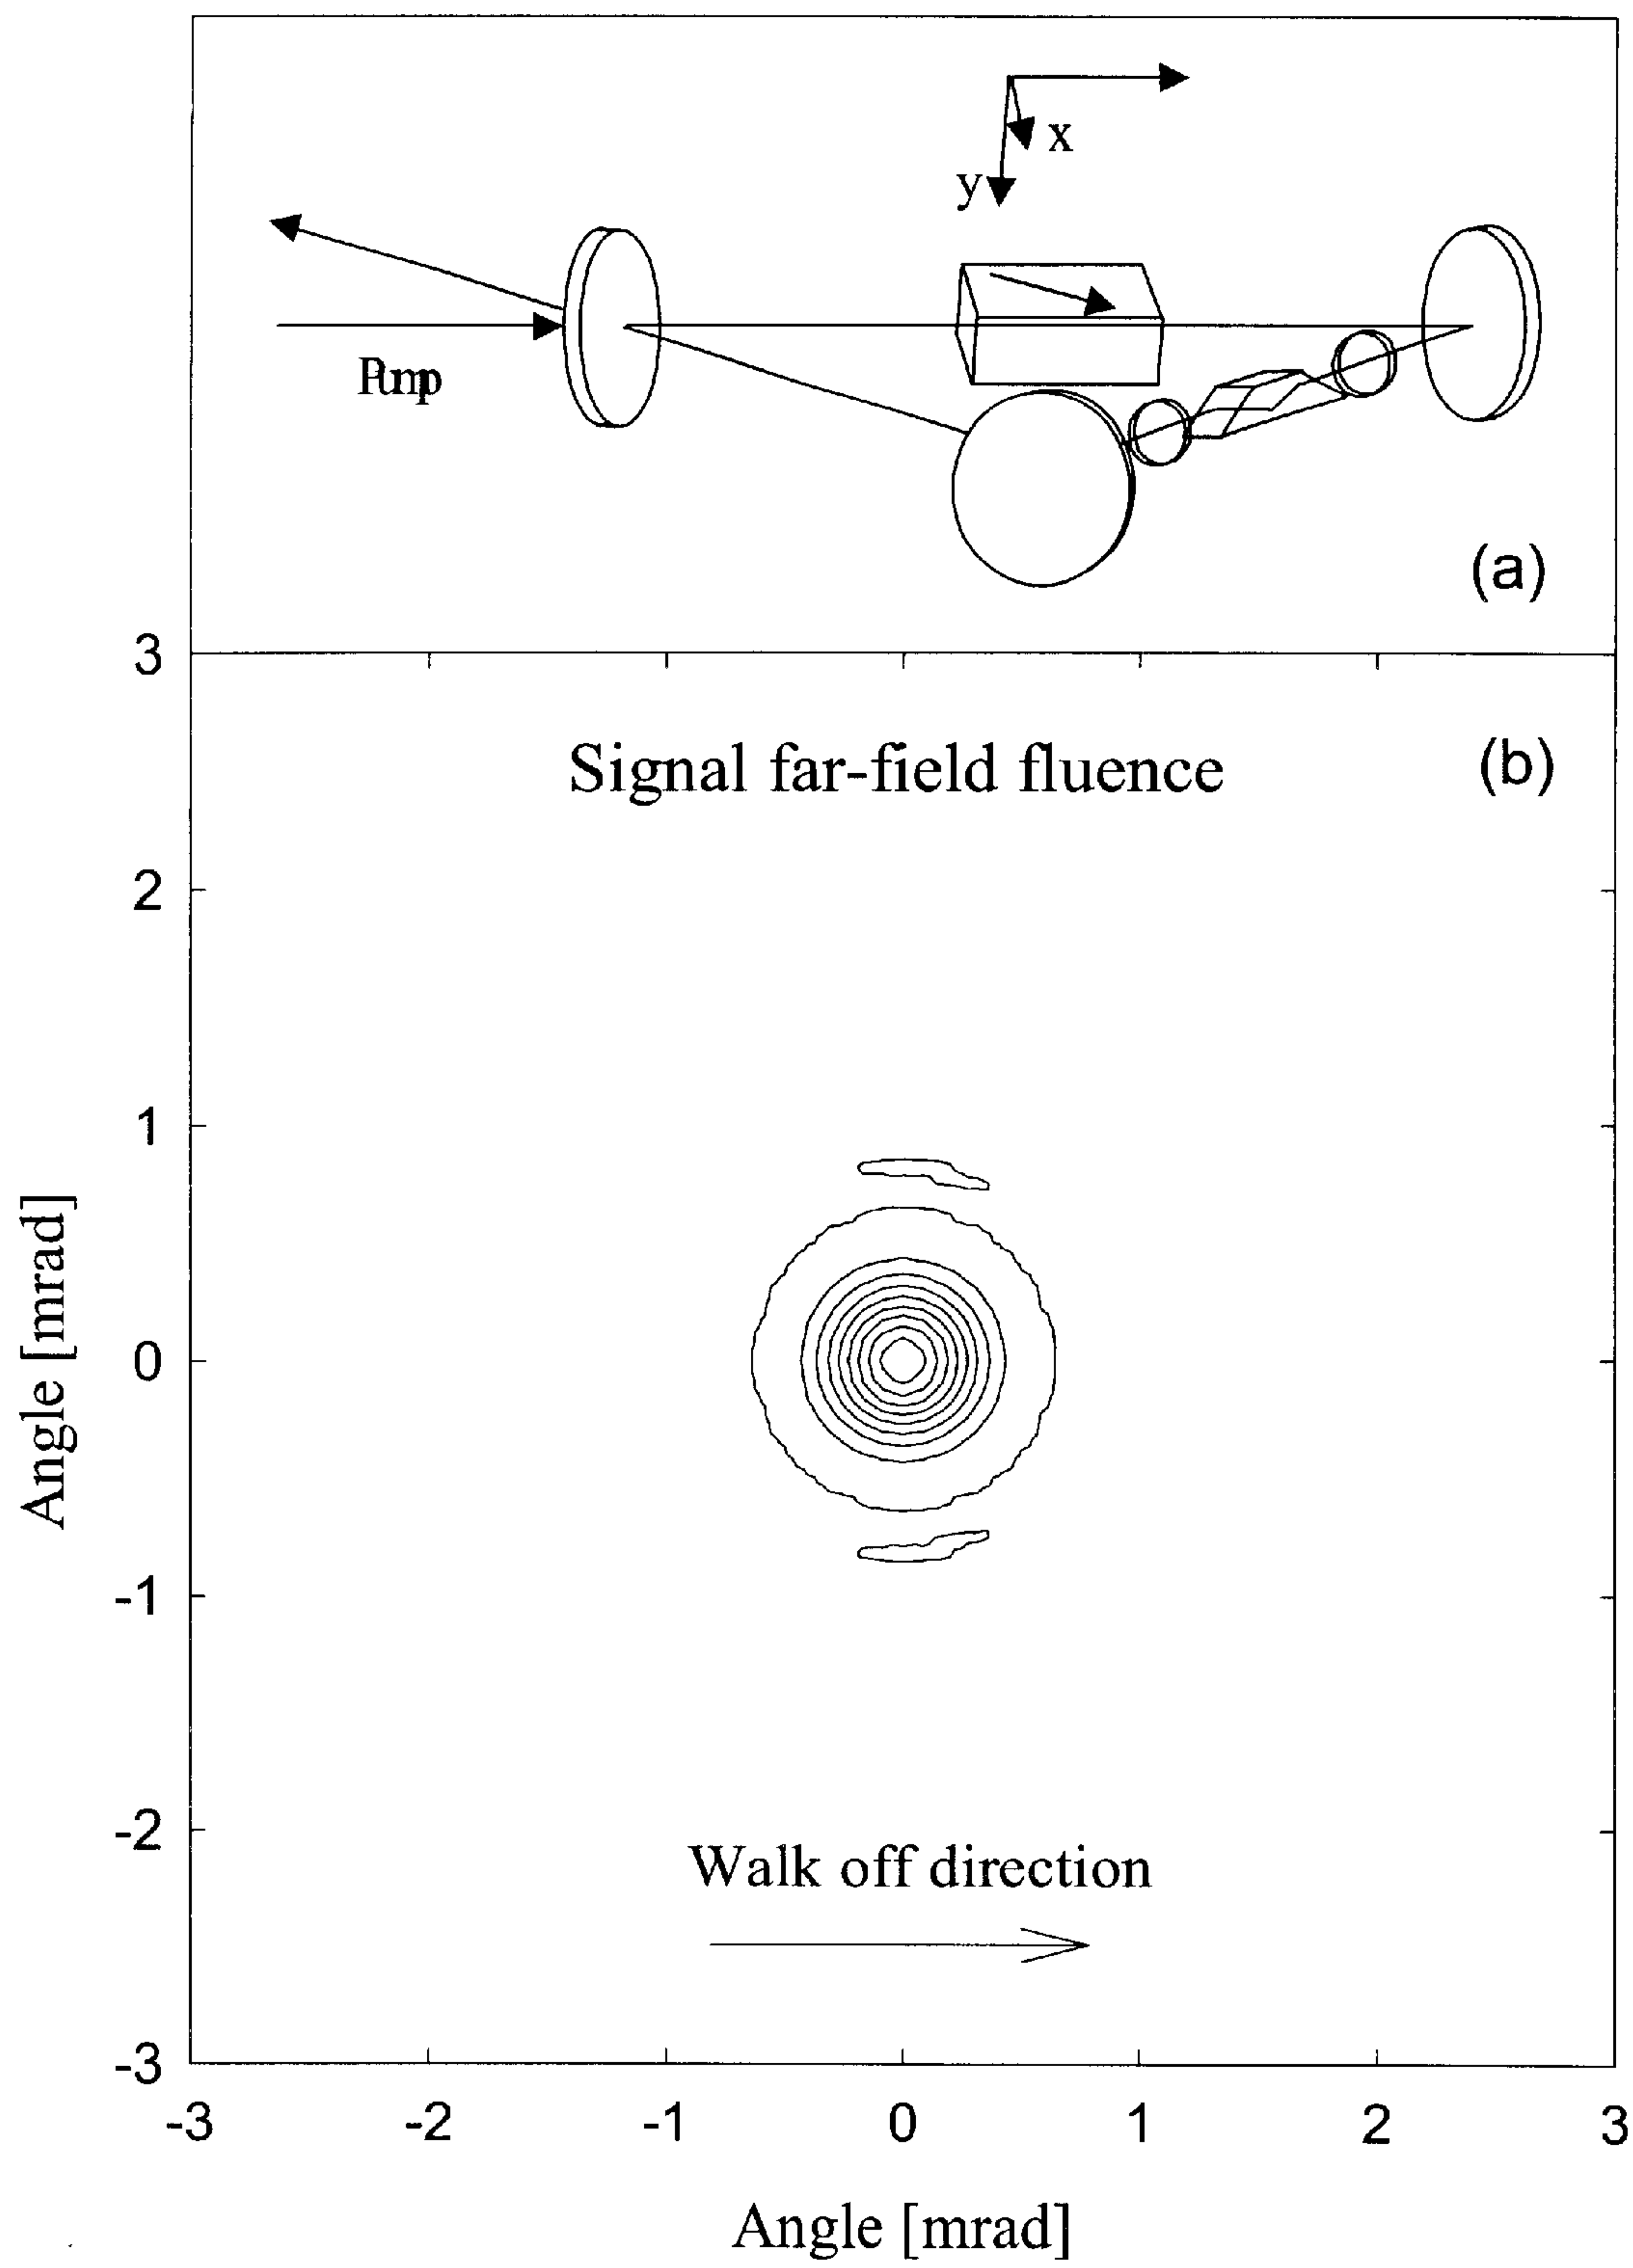 x
y
Pump
(a)
3
Signal far-field fluence
(b)
2
1
0
-1
-2
-3
Angle [mrad]
Walk off direction
-3 -2 -1 0 1 2 3
Angle [mrad]